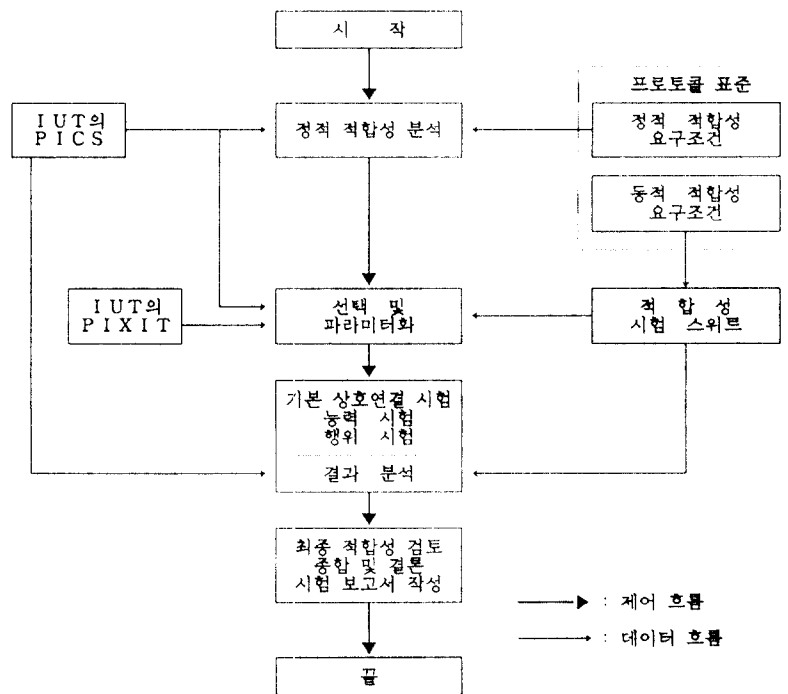 시 작
프로토콜 표준
IUT의
PICS
정적 적합성 분석
정적 적합성
요구조건
동적 적합성
요구조건
IUT의
PIXIT
선택 및
파라미터화
적 합 성
시험 스위트
기본 상호연결 시험
능력 시험
행위 시험
결과 분석
최종 적합성 검토
종합 및 결론
시험 보고서 작성
: 제어 흐름
: 데이터 흐름
끝